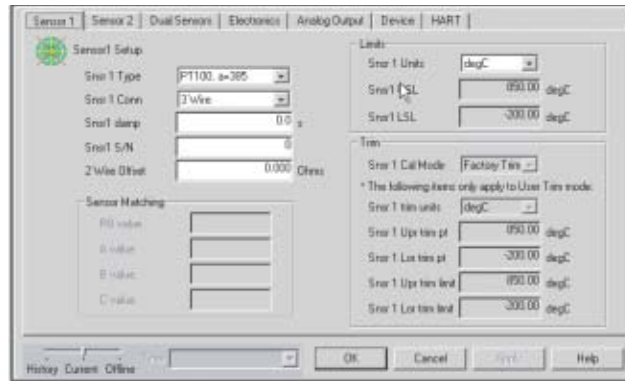 Sensor 1 Sensor 2 Dual Sensors Electronics Analog Output Device HART
Sensor1 Setup
Snsr 1 Type PT100, a=385
Snsr 1 Conn 3 Wire
Snsr1 damp 0.0 s
Snsr1 S/N 0
2 Wire Offset 0.000 Ohms
Sensor Matching
R0 value
A value
B value
C value
Limits
Snsr 1 Units degC
Snsr1 USL 850.00 degC
Snsr1 LSL -200.00 degC
Trim
Snsr 1 Cal Mode Factory Trim
* The following items only apply to User Trim mode:
Snsr 1 trim units degC
Snsr 1 Upr trim pt 850.00 degC
Snsr 1 Lor trim pt -200.00 degC
Snsr 1 Upr trim limit 850.00 degC
Snsr 1 Lor trim limit -200.00 degC
History Current Offline
OK Cancel Apply Help